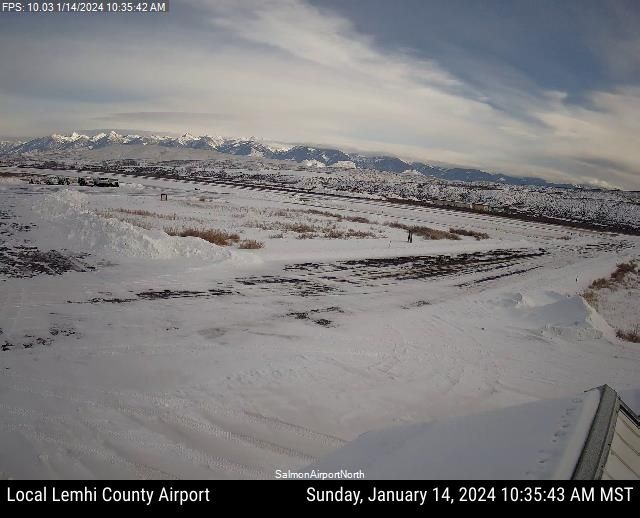 FPS: 10.03 1/14/2024 10:35:42 AM
SalmonAirportNorth
Local Lemhi County Airport
Sunday, January 14, 2024 10:35:43 AM MST